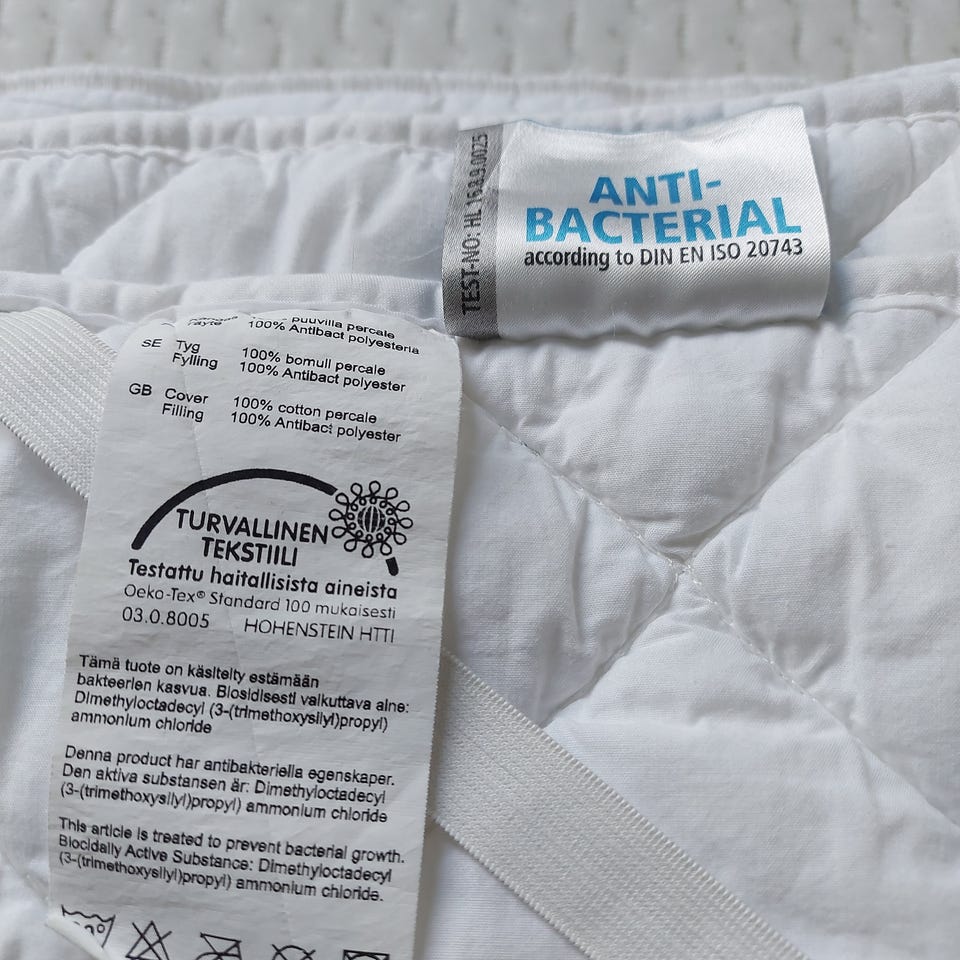 TEST-NO: HL 16.8.9.0025
ANTI-
BACTERIAL
according to DIN EN ISO 20743
puuvilla percale
100% Antibact polyesteria
SE Tyg 100% bomull percale
Fylling 100% Antibact polyester
GB Cover 100% cotton percale
Filling 100% Antibact polyester
TURVALLINEN
TEKSTIILI
Testattu haitallisista aineista
Oeko-Tex® Standard 100 mukaisesti
03.0.8005 HOHENSTEIN HTTI
Tämä tuote on käsitelty estämään
bakteerien kasvua. Biosidisesti vaikuttava aine:
Dimethyloctadecyl (3-(trimethoxysilyl)propyl)
ammonium chloride
Denna product har antibakteriella egenskaper.
Den aktiva substansen är: Dimethyloctadecyl
(3-(trimethoxysilyl)propyl) ammonium chloride
This article is treated to prevent bacterial growth.
Biocidally Active Substance: Dimethyloctadecyl
(3-(trimethoxysilyl)propyl) ammonium chloride.